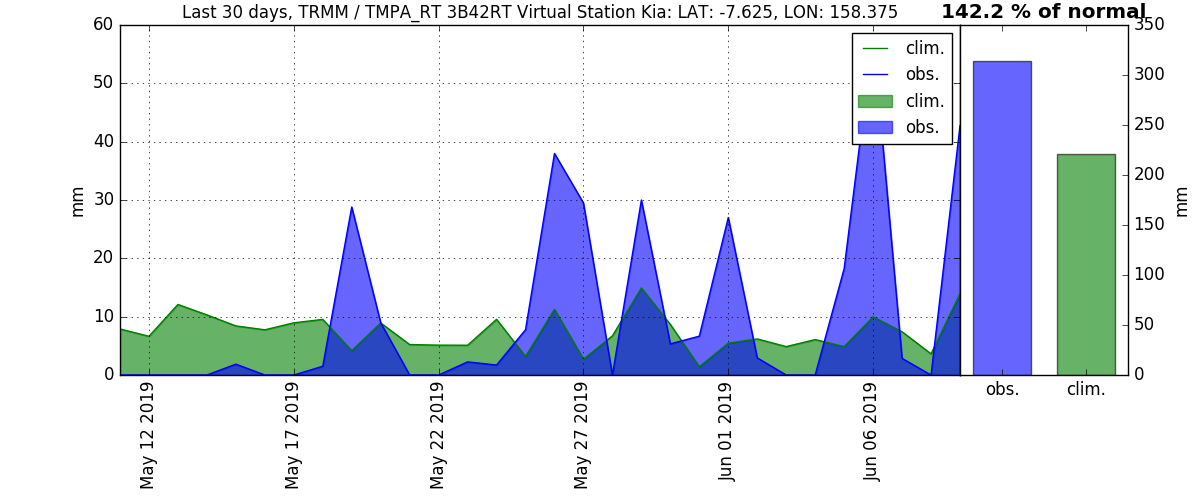 Last 30 days, TRMM / TMPA_RT 3B42RT Virtual Station Kia: LAT: -7.625, LON: 158.375
142.2 % of normal
60
50
40
30
20
10
0
mm
clim.
obs.
clim.
obs.
350
300
250
200
150
100
50
0
mm
May 12 2019
May 17 2019
May 22 2019
May 27 2019
Jun 01 2019
Jun 06 2019
obs.
clim.